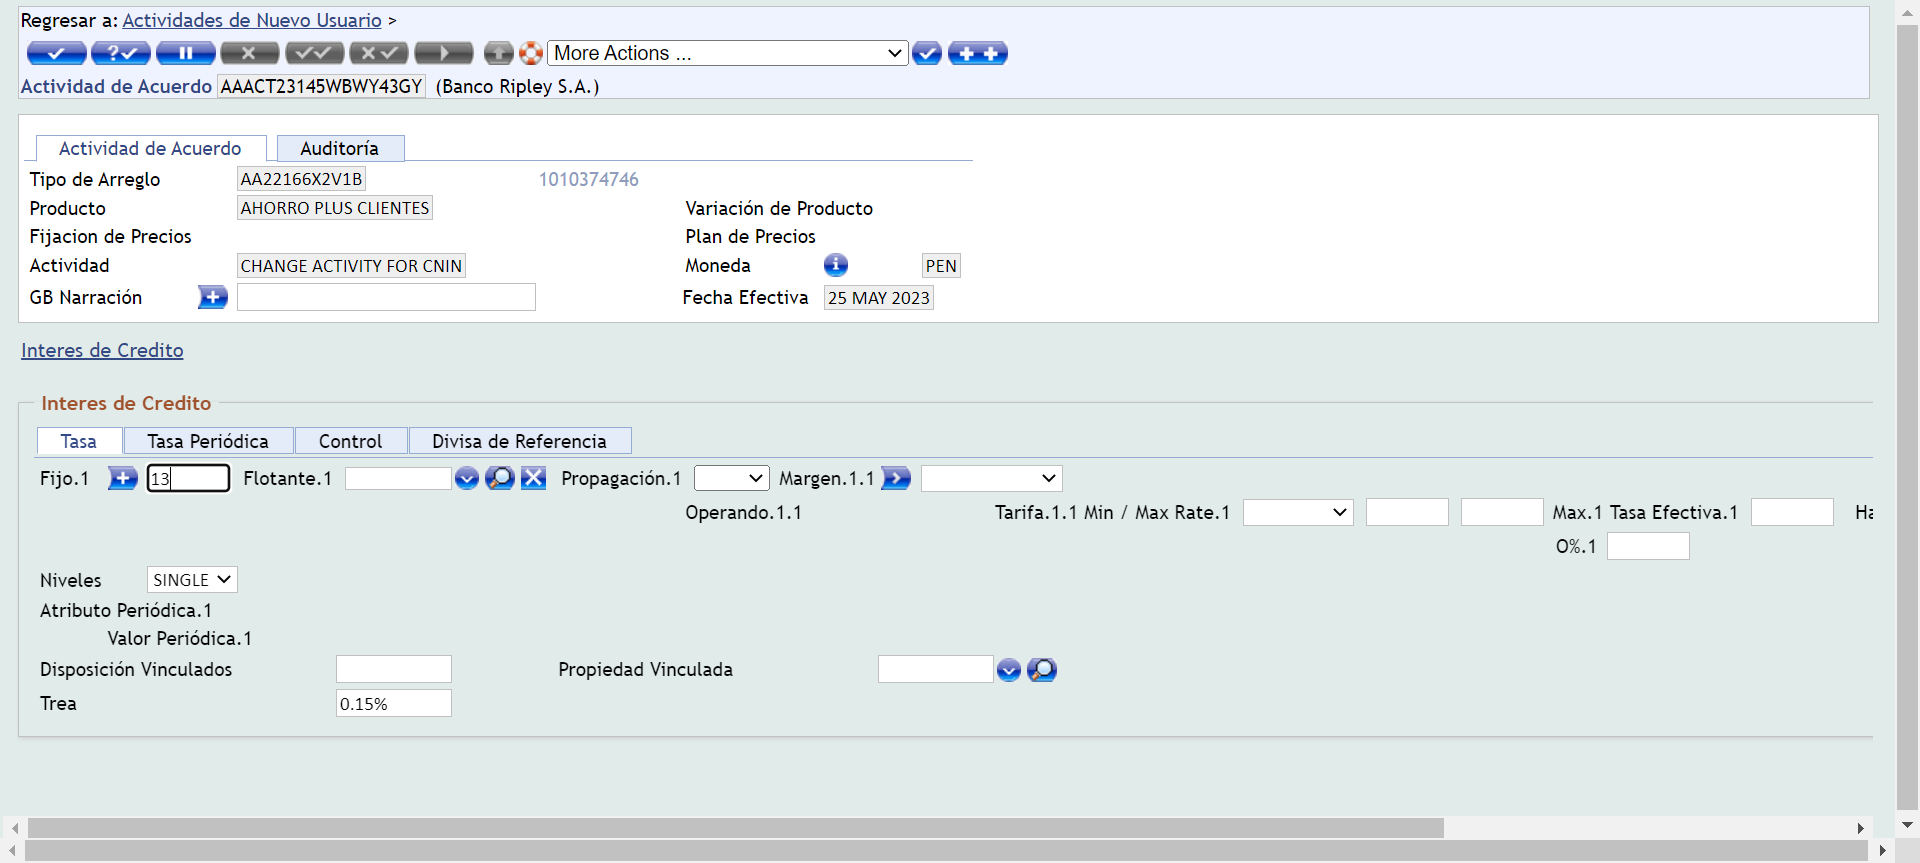 Regresar a: Actividades de Nuevo Usuario >
More Actions ...
Actividad de Acuerdo AAACT23145WBWY43GY (Banco Ripley S.A.)
Actividad de Acuerdo Auditoría
Tipo de Arreglo AA22166X2V1B 1010374746
Producto AHORRO PLUS CLIENTES Variación de Producto
Fijacion de Precios Plan de Precios
Actividad CHANGE ACTIVITY FOR CNIN Moneda PEN
GB Narración Fecha Efectiva 25 MAY 2023
Interes de Credito
Interes de Credito
Tasa Tasa Periódica Control Divisa de Referencia
Fijo.1 13 Flotante.1 Propagación.1 Margen.1.1
Operando.1.1 Tarifa.1.1 Min / Max Rate.1 Max.1 Tasa Efectiva.1 Ha
O%.1
Niveles SINGLE
Atributo Periódica.1
Valor Periódica.1
Disposición Vinculados Propiedad Vinculada
Trea 0.15%